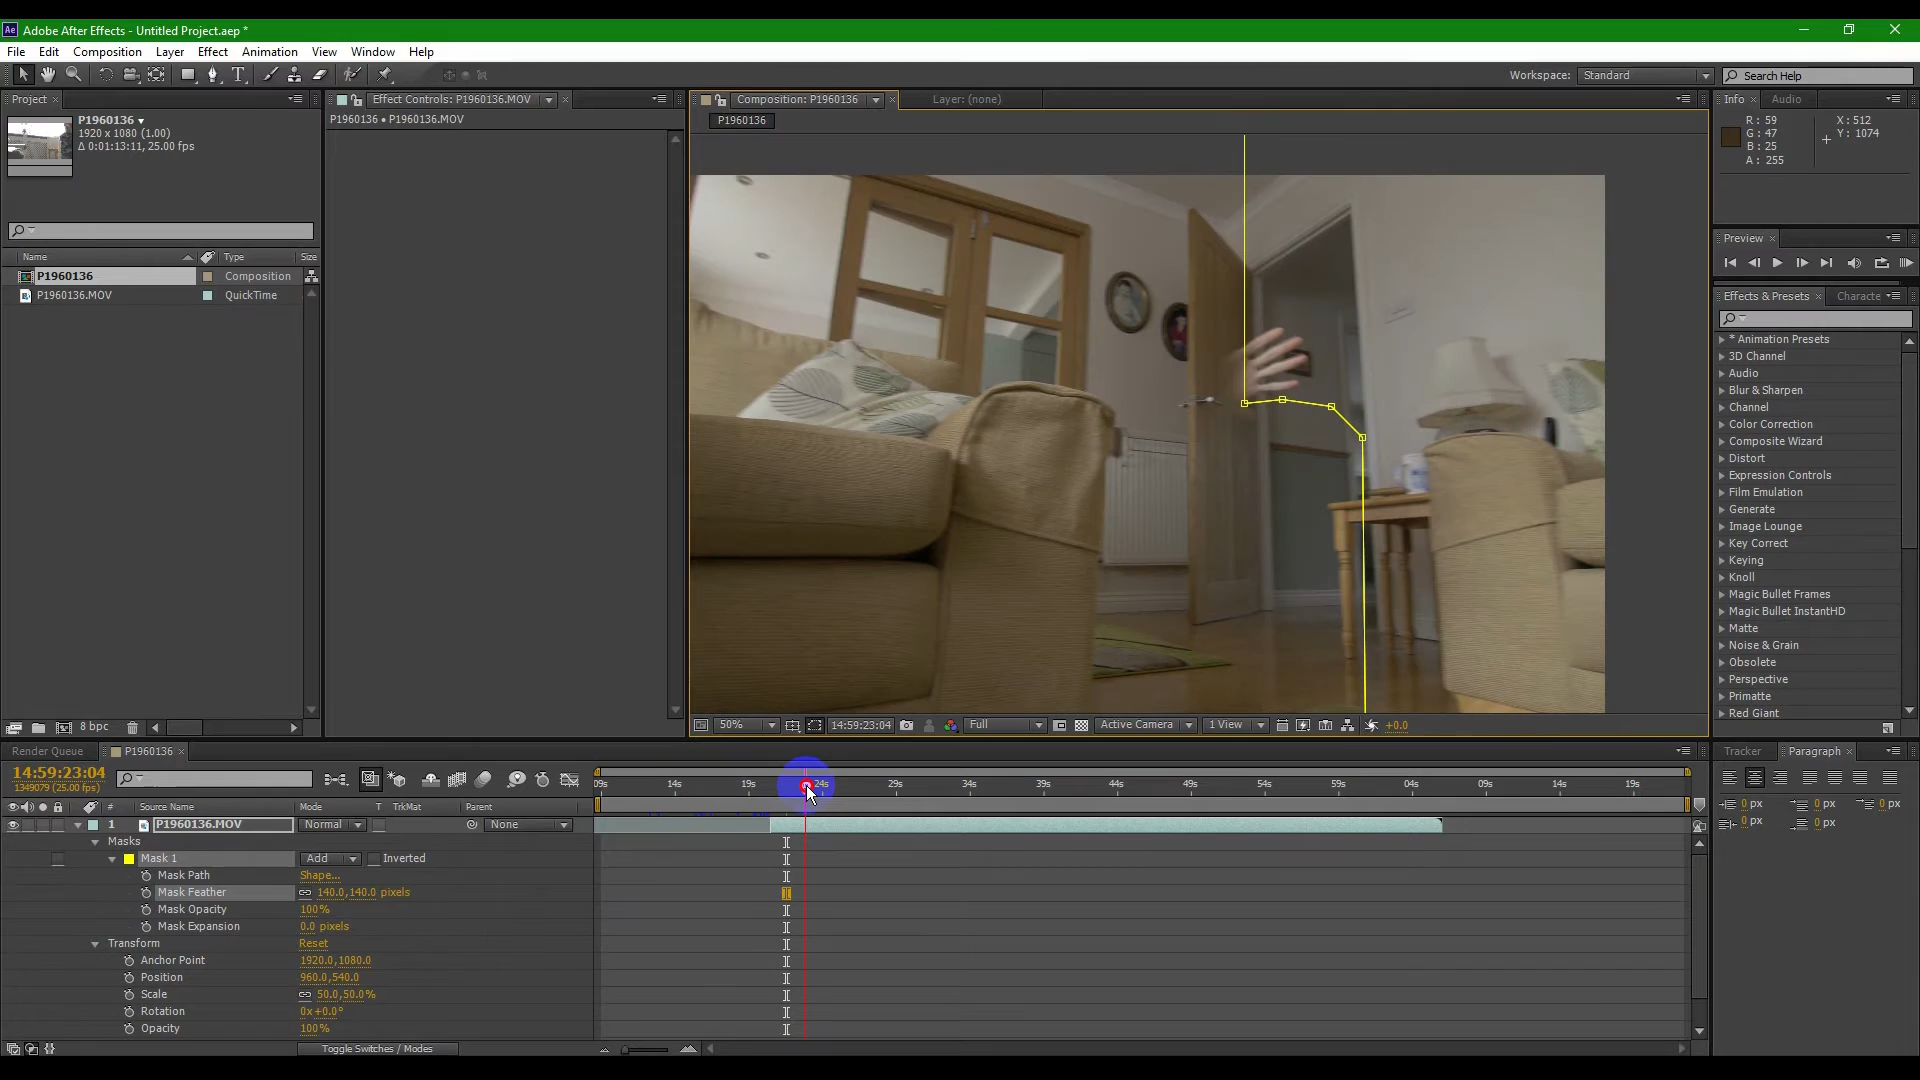 Adobe After Effects - Untitled Project.aep *
File Edit Composition Layer Effect Animation View Window Help
Workspace: Standard Search Help
Project
Effect Controls: P1960136.MOV
Composition: P1960136
Layer: (none)
Info Audio
P1960136
1920 x 1080 (1.00)
Δ 0:01:13:11, 25.00 fps
P1960136 • P1960136.MOV
P1960136
R: 59
G: 47
B: 25
A: 255
X: 512
Y: 1074
Preview
Name Type Size
P1960136 Composition
P1960136.MOV QuickTime
Effects & Presets Characte
* Animation Presets
3D Channel
Audio
Blur & Sharpen
Channel
Color Correction
Composite Wizard
Distort
Expression Controls
Film Emulation
Generate
Image Lounge
Key Correct
Keying
Knoll
Magic Bullet Frames
Magic Bullet InstantHD
Matte
Noise & Grain
Obsolete
Perspective
Primatte
Red Giant
8 bpc
50% 14:59:23:04 Full Active Camera 1 View +0.0
Render Queue P1960136
Tracker Paragraph
14:59:23:04
1349079 (25.00 fps)
09s 14s 19s 24s 29s 34s 39s 44s 49s 54s 59s 04s 09s 14s 19s
# Source Name Mode T TrkMat Parent
1 P1960136.MOV Normal None
Masks
Mask 1 Add Inverted
Mask Path Shape...
Mask Feather 140.0,140.0 pixels
Mask Opacity 100%
Mask Expansion 0.0 pixels
Transform Reset
Anchor Point 1920.0,1080.0
Position 960.0,540.0
Scale 50.0,50.0%
Rotation 0x+0.0°
Opacity 100%
Toggle Switches / Modes
0 px 0 px 0 px
0 px 0 px